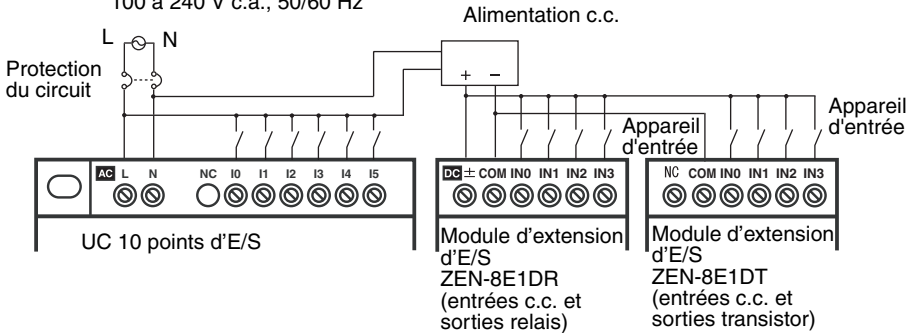 100 à 240 V c.a., 50/60 Hz
Alimentation c.c.
L N
Protection
du circuit
+ −
Appareil
d'entrée
Appareil
d'entrée
AC L N NC I0 I1 I2 I3 I4 I5
DC ± COM IN0 IN1 IN2 IN3
NC COM IN0 IN1 IN2 IN3
UC 10 points d'E/S
Module d'extension
d'E/S
ZEN-8E1DR
(entrées c.c. et
sorties relais)
Module d'extension
d'E/S
ZEN-8E1DT
(entrées c.c. et
sorties transistor)